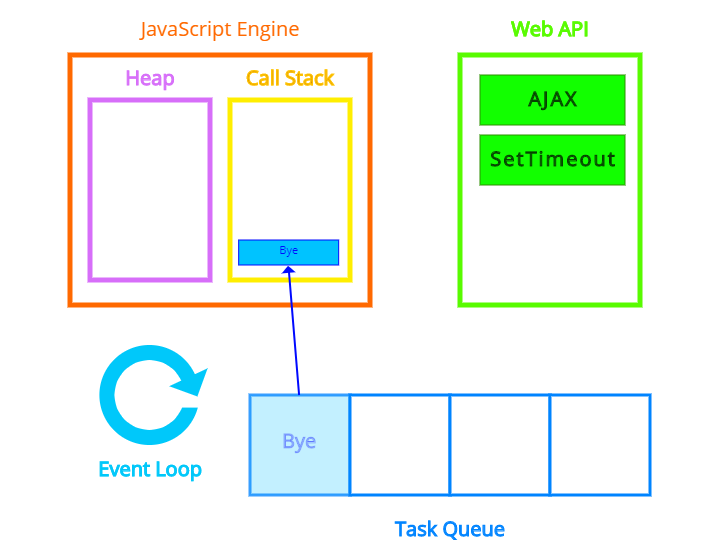 JavaScript Engine
Web API
Heap
Call Stack
AJAX
SetTimeout
Bye
Bye
Event Loop
Task Queue